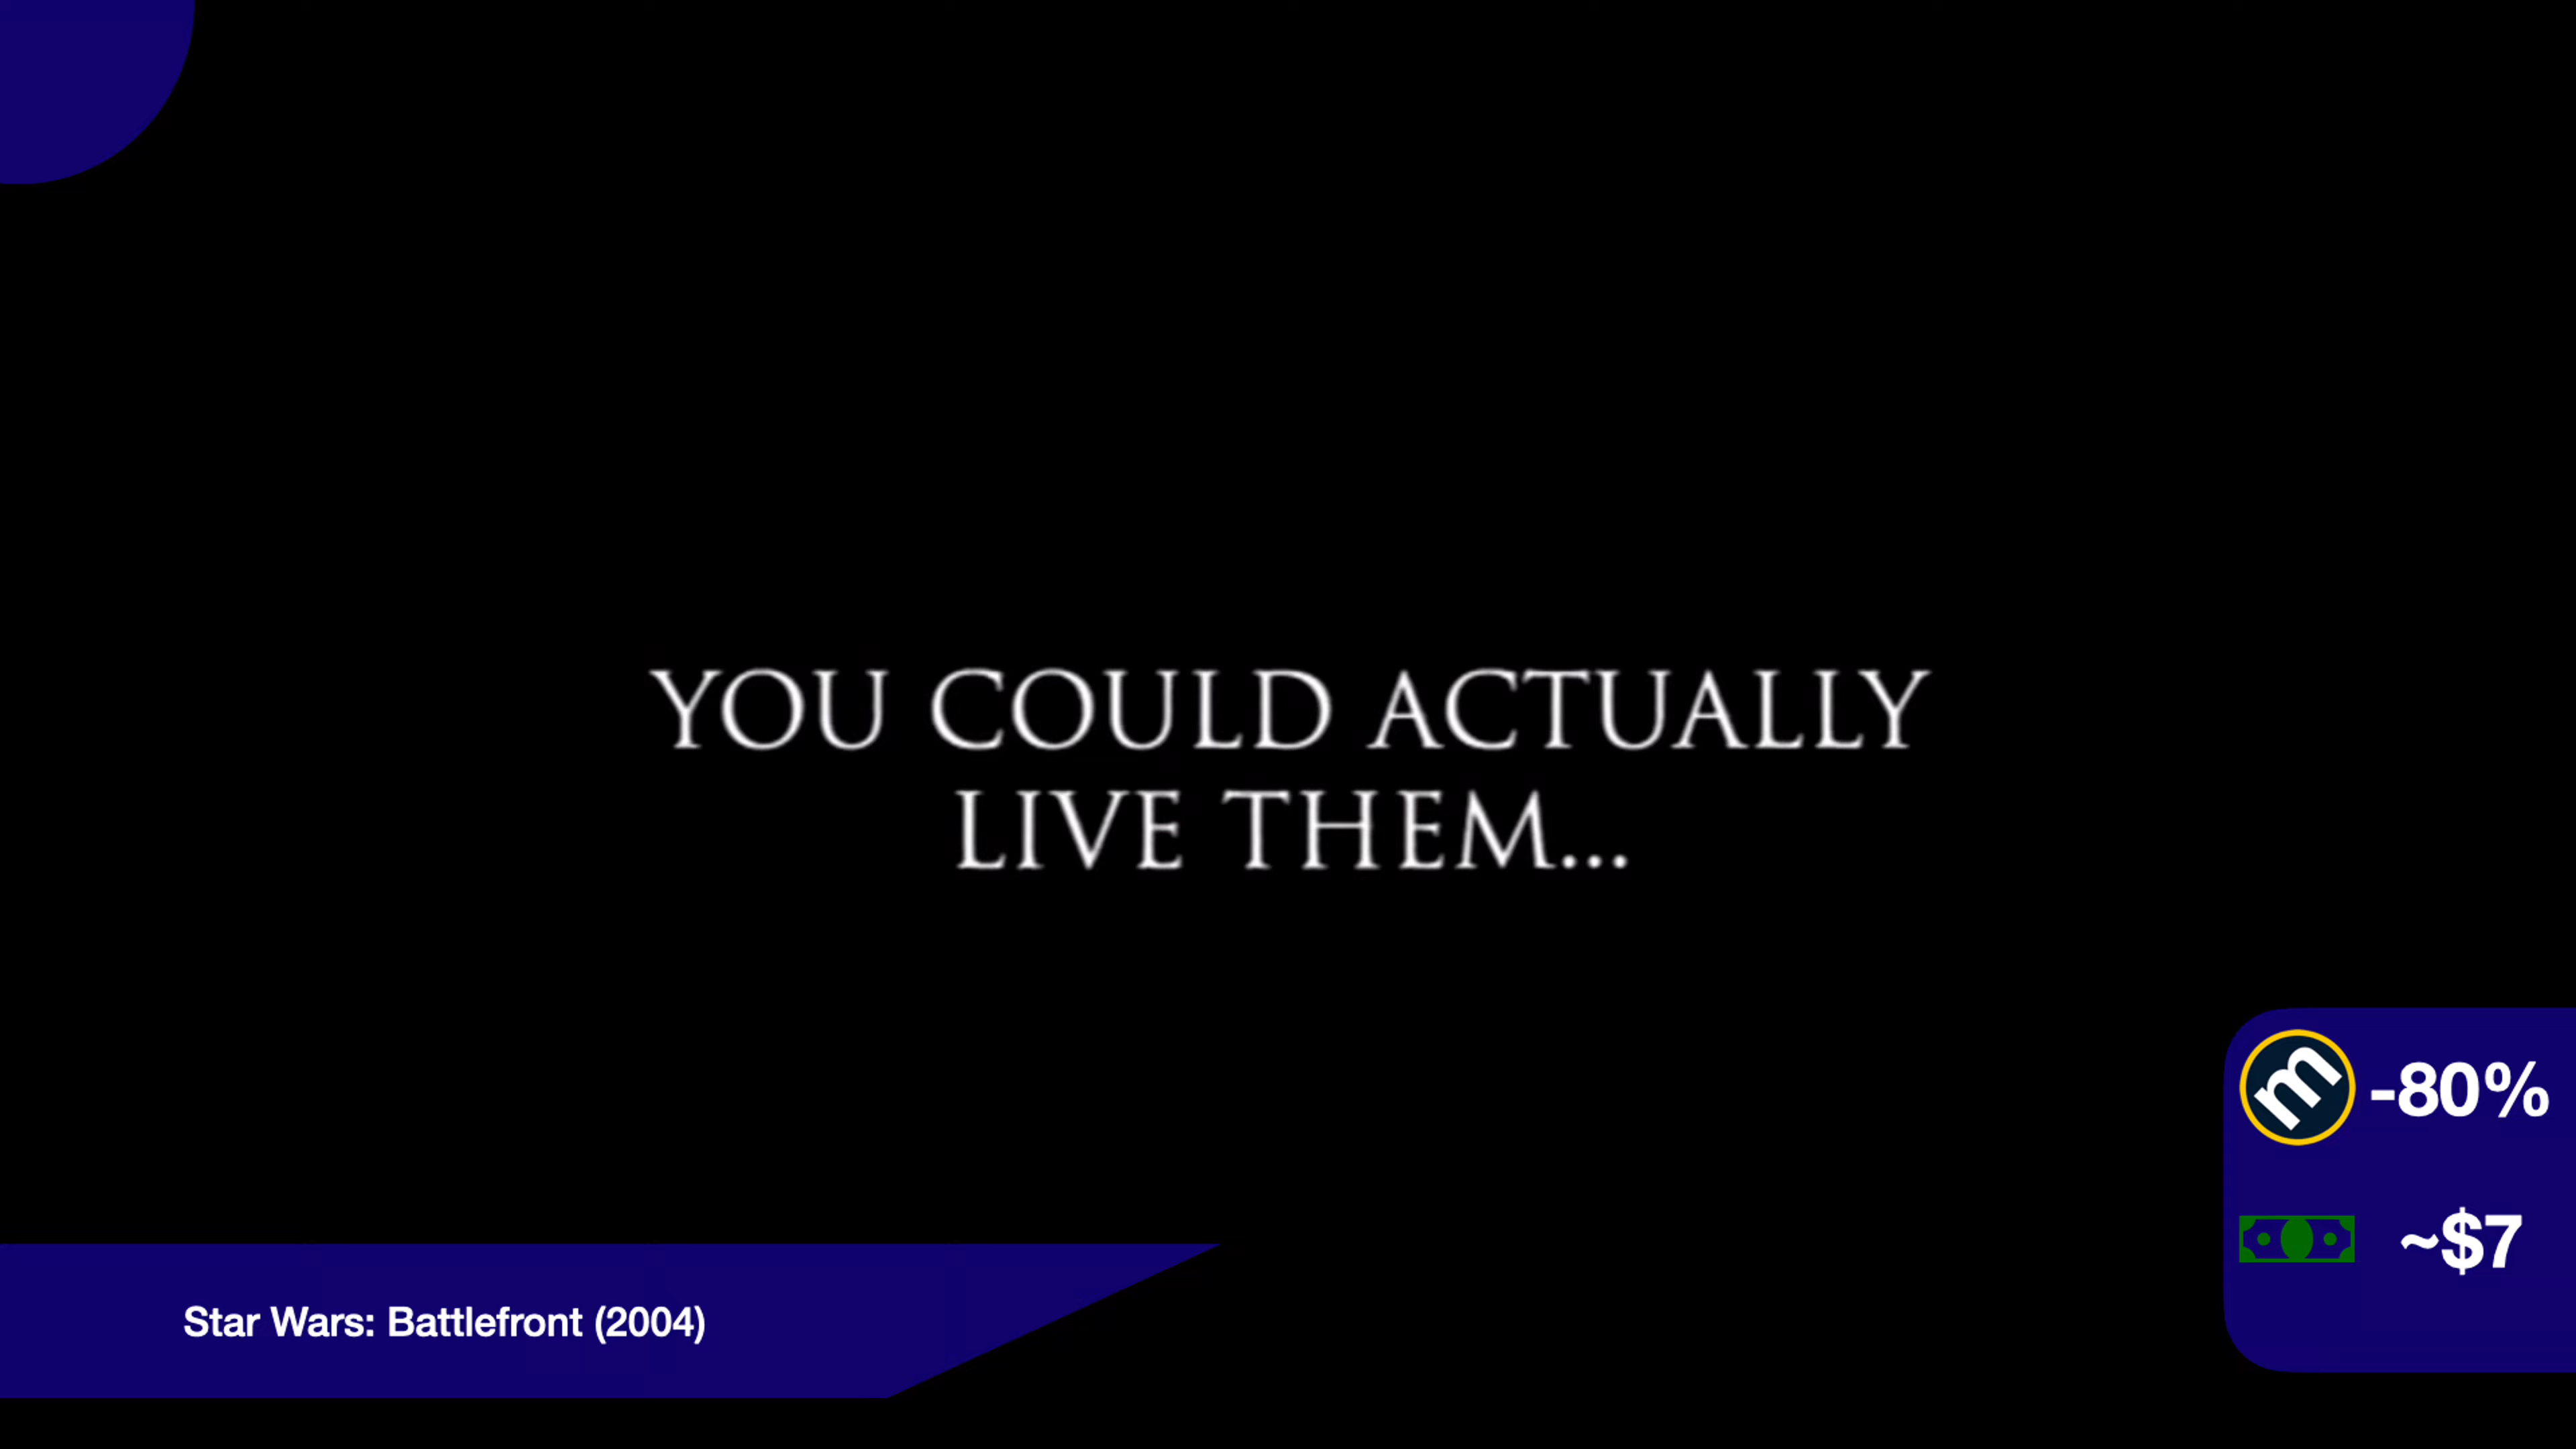 YOU COULD ACTUALLY
LIVE THEM...
m -80%
~$7
Star Wars: Battlefront (2004)